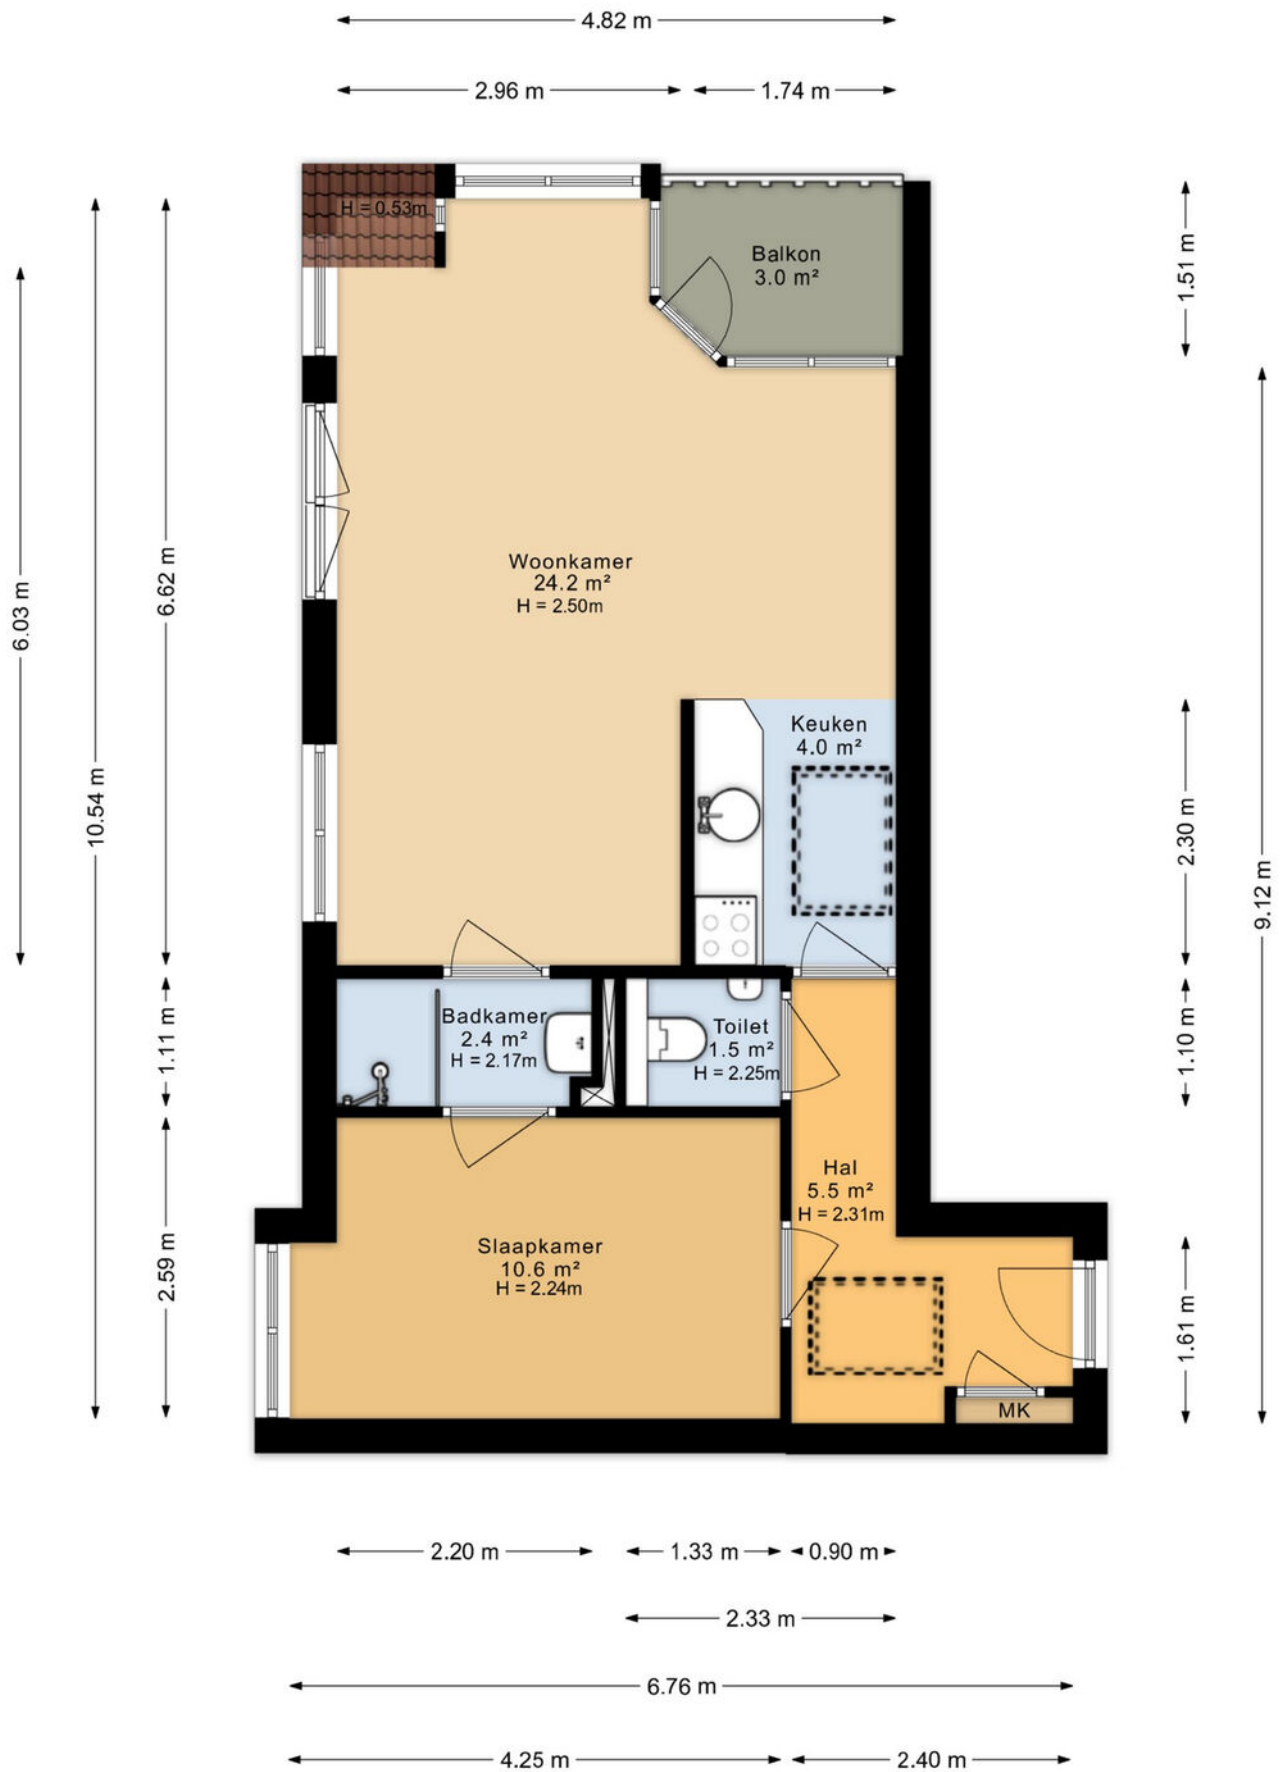 4.82 m
2.96 m
1.74 m
H = 0.53m
Balkon
3.0 m²
1.51 m
6.03 m
10.54 m
6.62 m
Woonkamer
24.2 m²
H = 2.50m
Keuken
4.0 m²
2.30 m
9.12 m
1.11 m
Badkamer
2.4 m²
H = 2.17m
Toilet
1.5 m²
H = 2.25m
1.10 m
Hal
5.5 m²
H = 2.31m
2.59 m
Slaapkamer
10.6 m²
H = 2.24m
1.61 m
MK
2.20 m
1.33 m
0.90 m
2.33 m
6.76 m
4.25 m
2.40 m